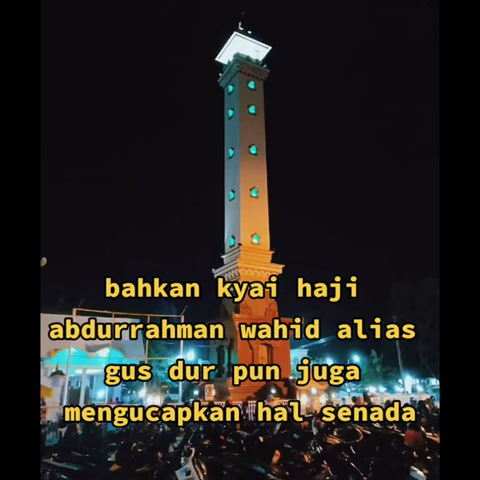 bahkan kyai haji
abdurrahman wahid alias
gus dur pun juga
mengucapkan hal senada